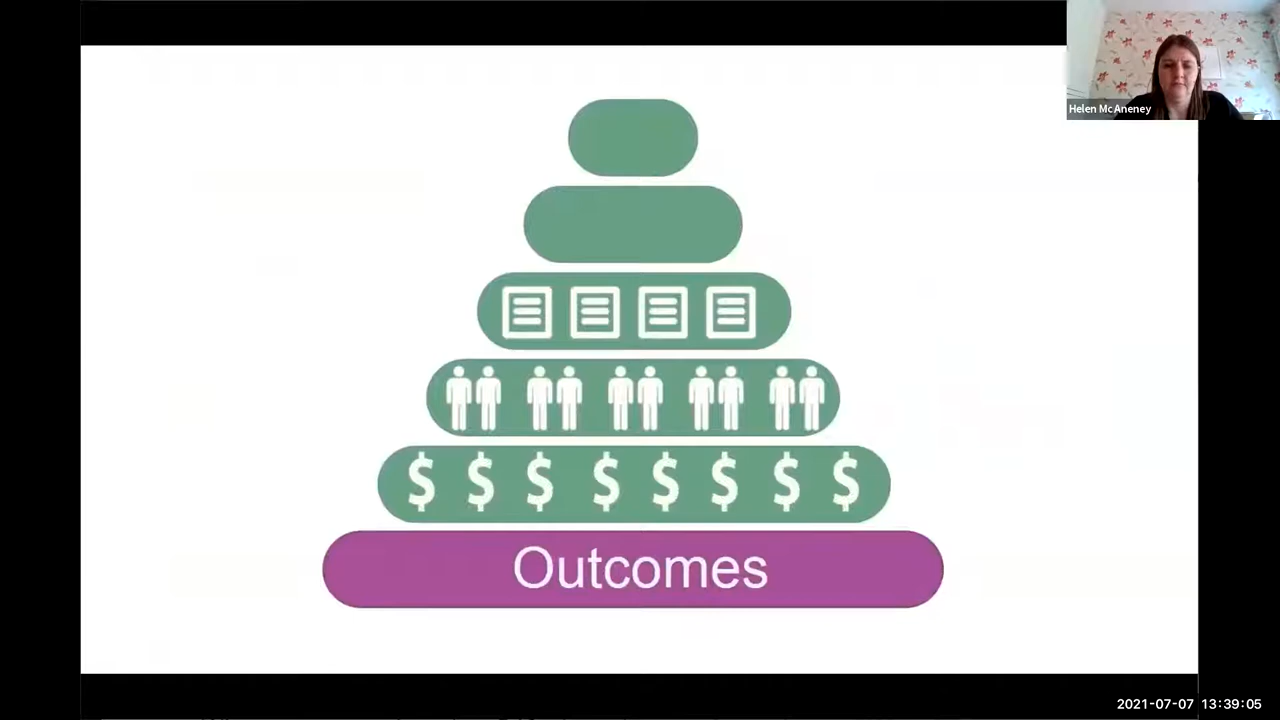 Helen McAneney
$ $ $ $ $ $ $ $
Outcomes
2021-07-07 13:39:05